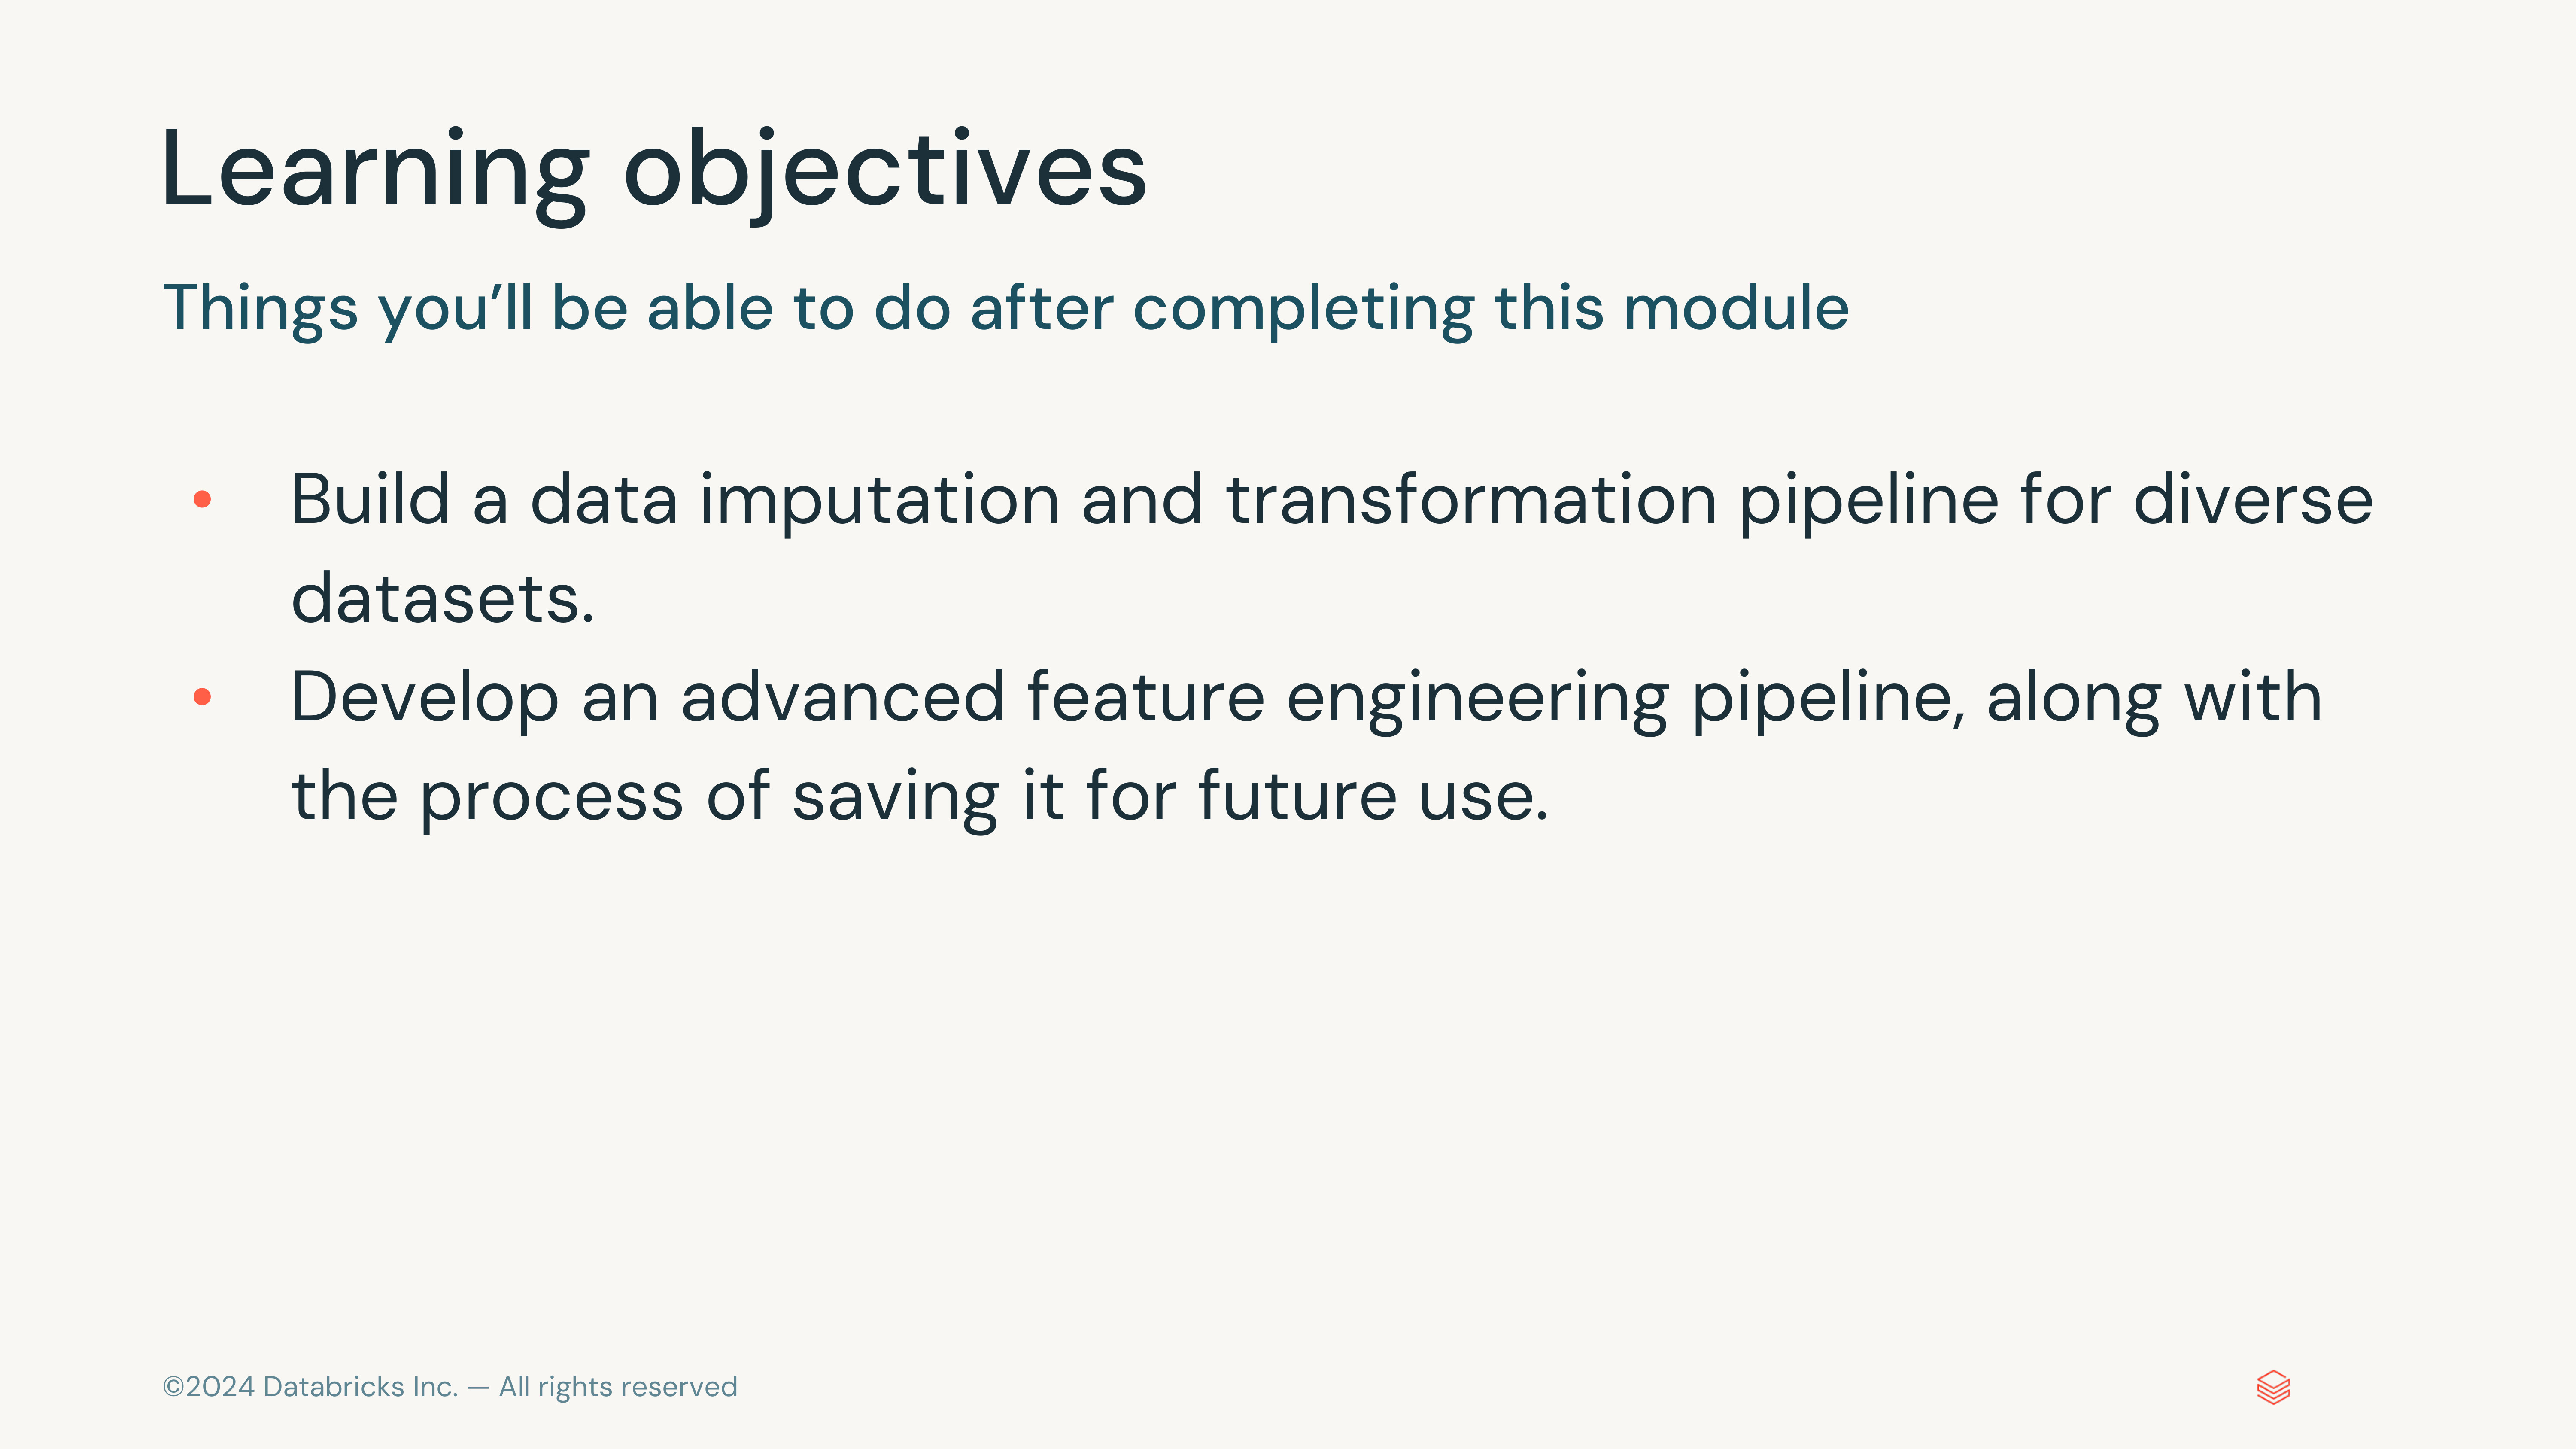 Learning objectives
Things you’ll be able to do after completing this module
• Build a data imputation and transformation pipeline for diverse
datasets.
• Develop an advanced feature engineering pipeline, along with
the process of saving it for future use.
©2024 Databricks Inc. — All rights reserved